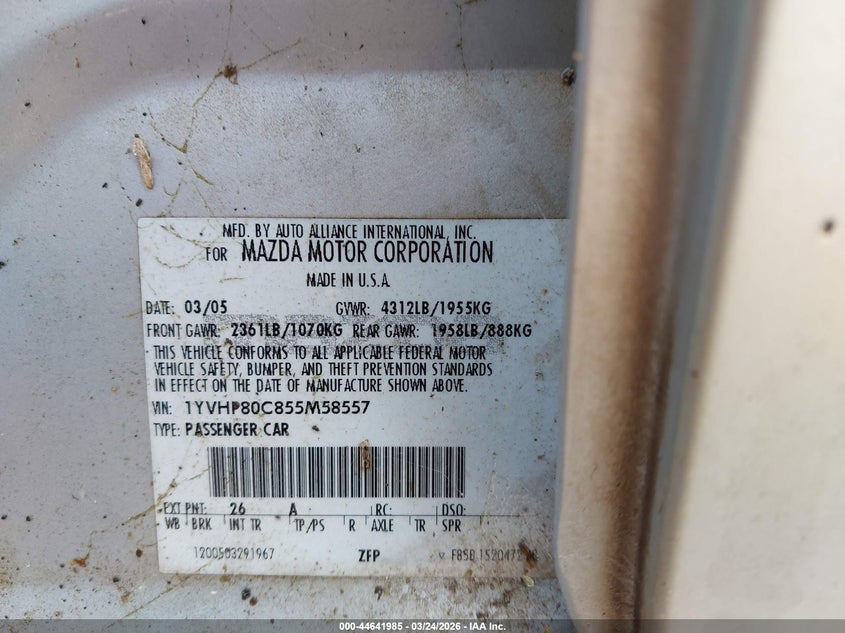 MFD. BY AUTO ALLIANCE INTERNATIONAL, INC.
FOR MAZDA MOTOR CORPORATION
MADE IN U.S.A.
DATE: 03/05 GVWR: 4312LB/1955KG
FRONT GAWR: 2361LB/1070KG REAR GAWR: 1958LB/888KG
THIS VEHICLE CONFORMS TO ALL APPLICABLE FEDERAL MOTOR
VEHICLE SAFETY, BUMPER, AND THEFT PREVENTION STANDARDS
IN EFFECT ON THE DATE OF MANUFACTURE SHOWN ABOVE.
VIN: 1YVHP80C855M58557
TYPE: PASSENGER CAR
EXT PNT: 26 A RC: DSO:
WB BRK INT TR TP/PS R AXLE TR SPR
1200503291967 ZFP
000-44641985 - 03/24/2026 - IAA Inc.